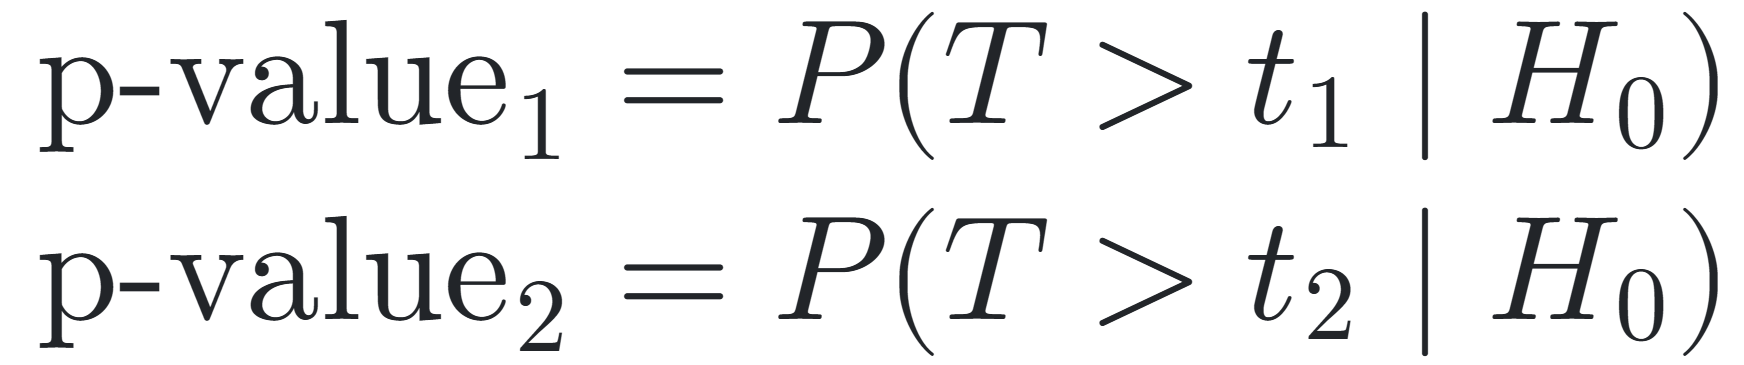 p-value₁ = P(T > t₁ | H₀)
p-value₂ = P(T > t₂ | H₀)